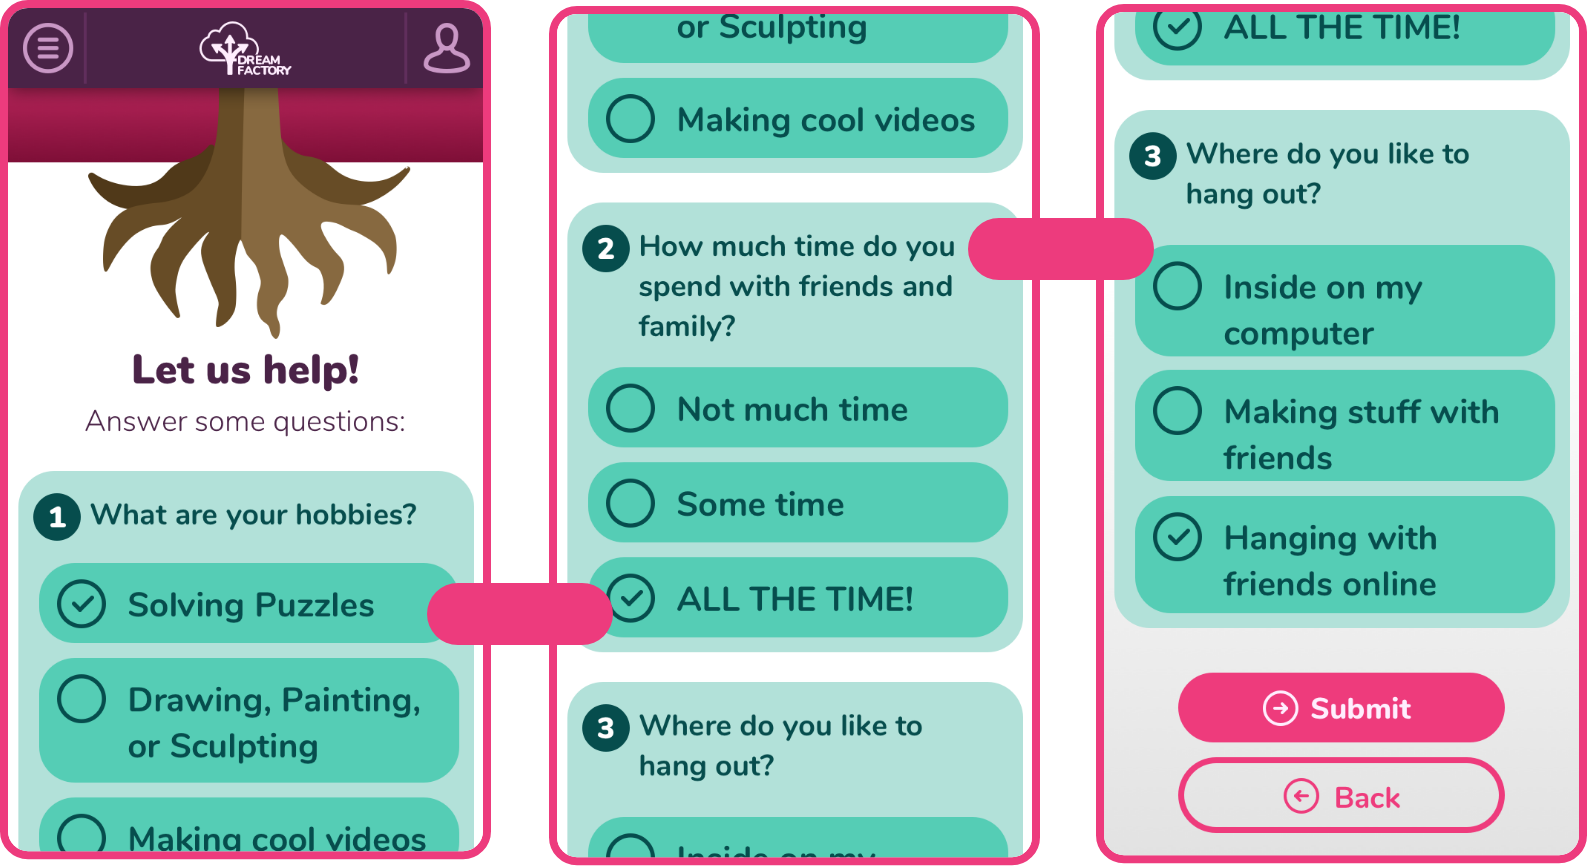 DREAM
FACTORY
Let us help!
Answer some questions:
1 What are your hobbies?
Solving Puzzles
Drawing, Painting,
or Sculpting
Making cool videos
or Sculpting
Making cool videos
2 How much time do you
spend with friends and
family?
Not much time
Some time
ALL THE TIME!
3 Where do you like to
hang out?
Inside on my
ALL THE TIME!
3 Where do you like to
hang out?
Inside on my
computer
Making stuff with
friends
Hanging with
friends online
Submit
Back